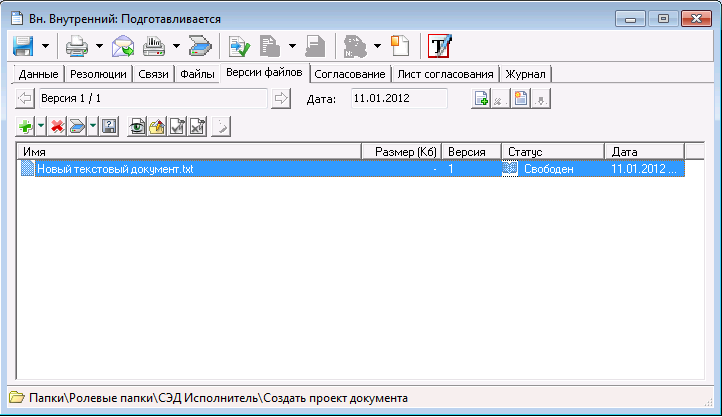 Вн. Внутренний: Подготавливается
Данные Резолюции Связи Файлы Версии файлов Согласование Лист согласования Журнал
Версия 1 / 1 Дата: 11.01.2012
Имя Размер (Кб) Версия Статус Дата
Новый текстовый документ.txt - 1 Свободен 11.01.2012 ...
Папки\Ролевые папки\СЭД Исполнитель\Создать проект документа